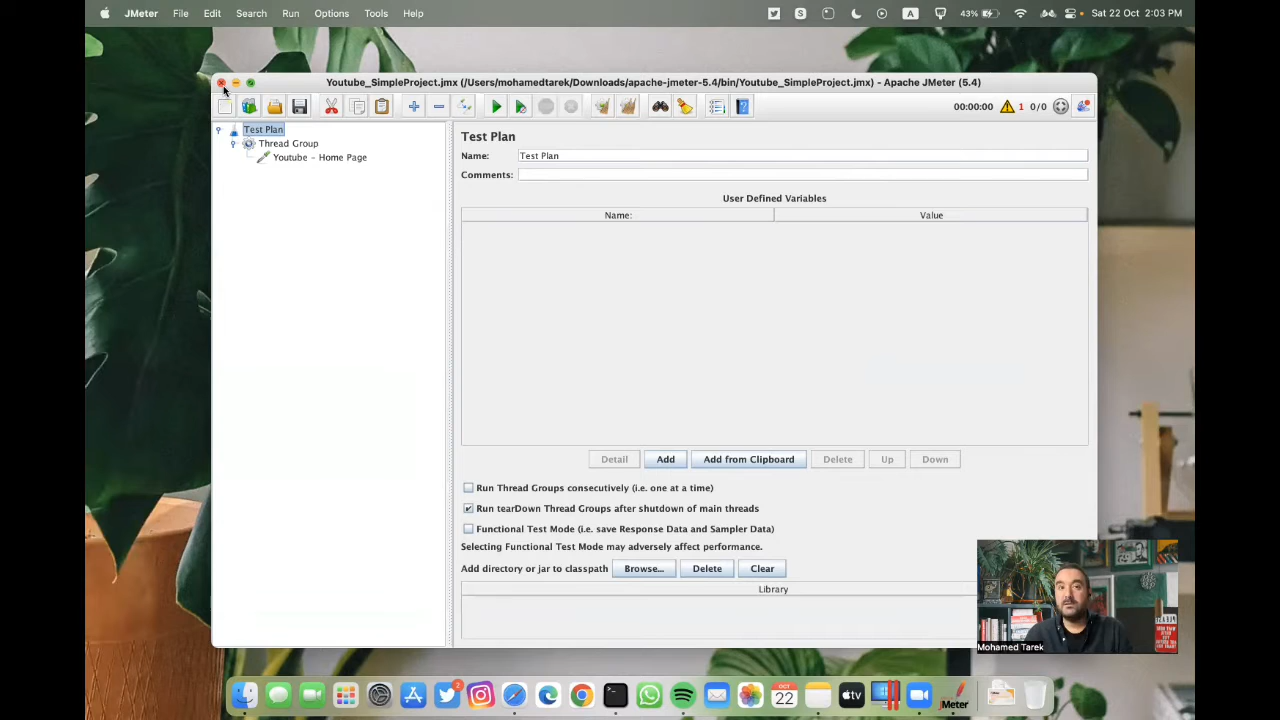 JMeter File Edit Search Run Options Tools Help
A 43% Sat 22 Oct 2:03 PM
Youtube_SimpleProject.jmx (/Users/mohamedtarek/Downloads/apache-jmeter-5.4/bin/Youtube_SimpleProject.jmx) - Apache JMeter (5.4)
00:00:00 1 0/0
Test Plan
Thread Group
Youtube - Home Page
Test Plan
Name: Test Plan
Comments:
User Defined Variables
Name: Value
Detail Add Add from Clipboard Delete Up Down
Run Thread Groups consecutively (i.e. one at a time)
Run tearDown Thread Groups after shutdown of main threads
Functional Test Mode (i.e. save Response Data and Sampler Data)
Selecting Functional Test Mode may adversely affect performance.
Add directory or jar to classpath Browse... Delete Clear
Library
Mohamed Tarek
2
OCT
22
tv
JMeter